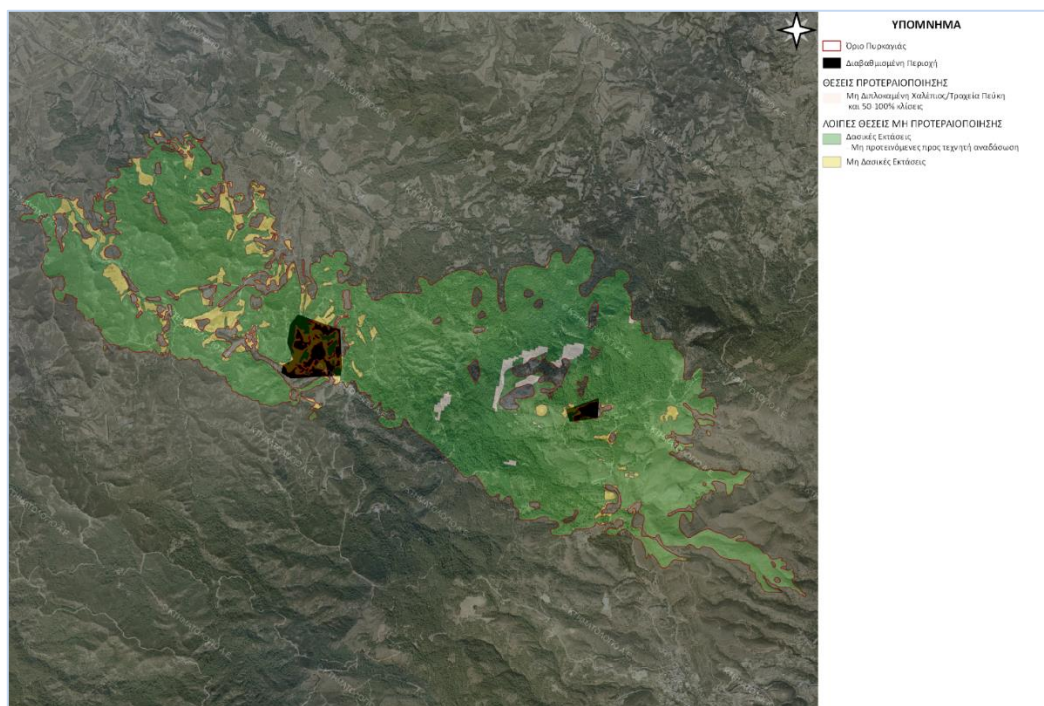 ΥΠΟΜΝΗΜΑ
Όριο Πυρκαγιάς
Διαβαθμισμένη Περιοχή
ΘΕΣΕΙΣ ΠΡΟΤΕΡΑΙΟΠΟΙΗΣΗΣ
Μη Διπλοκαμένη Χαλέπιος/Τραχεία Πεύκη
και 50 100% κλίσεις
ΛΟΙΠΕΣ ΘΕΣΕΙΣ ΜΗ ΠΡΟΤΕΡΑΙΟΠΟΙΗΣΗΣ
Δασικές Εκτάσεις
Μη προτεινόμενες προς τεχνητή αναδάσωση
Μη Δασικές Εκτάσεις